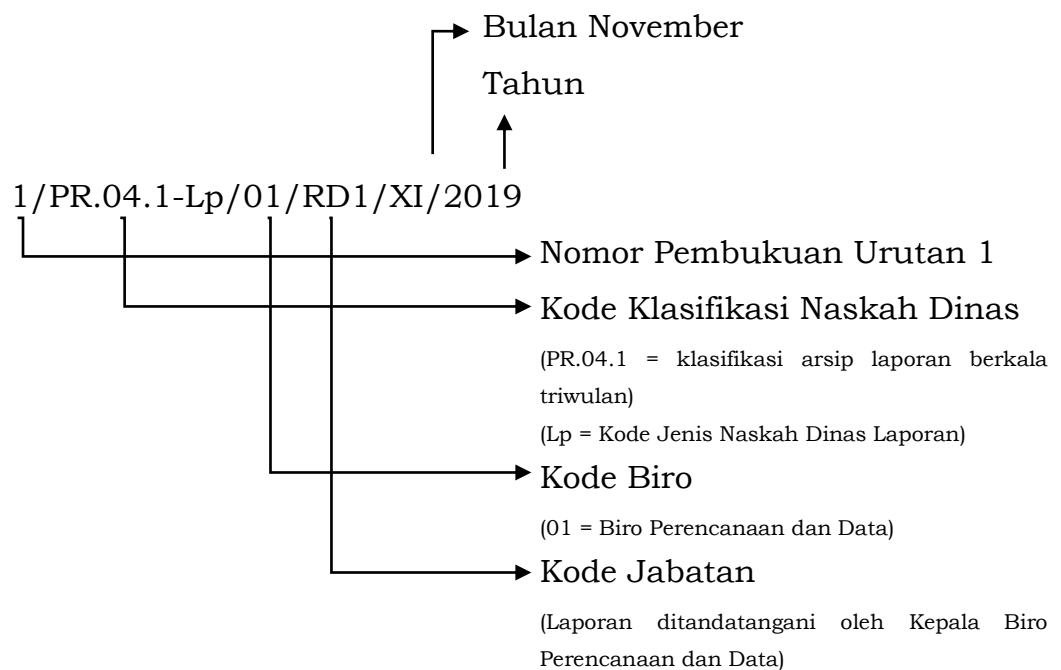 Bulan November
Tahun
1/PR.04.1-Lp/01/RD1/XI/2019
Nomor Pembukuan Urutan 1
Kode Klasifikasi Naskah Dinas
(PR.04.1 = klasifikasi arsip laporan berkala
triwulan)
(Lp = Kode Jenis Naskah Dinas Laporan)
Kode Biro
(01 = Biro Perencanaan dan Data)
Kode Jabatan
(Laporan ditandatangani oleh Kepala Biro
Perencanaan dan Data)